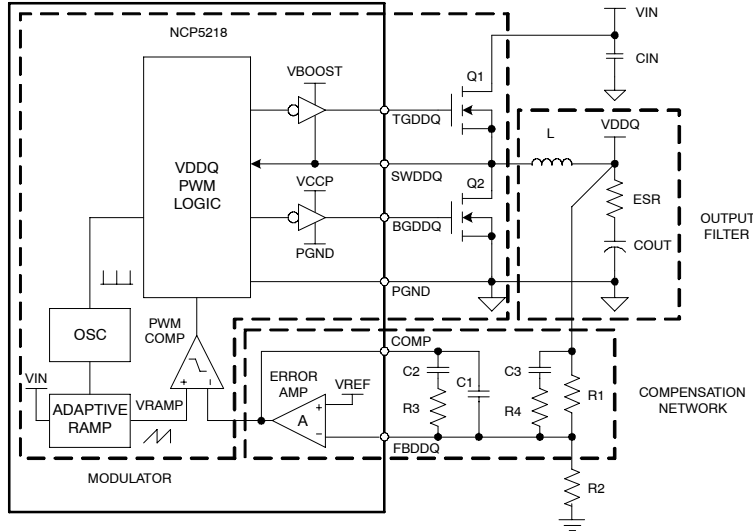 NCP5218
VIN
CIN
VBOOST
Q1
TGDDQ
VDDQ
PWM
LOGIC
SWDDQ
L
VDDQ
VCCP
Q2
BGDDQ
PGND
PGND
ESR
COUT
OUTPUT
FILTER
OSC
PWM
COMP
VIN
ADAPTIVE
RAMP
VRAMP
+
−
ERROR
AMP
A
+
−
VREF
COMP
C2
C1
C3
R3
R4
R1
FBDDQ
COMPENSATION
NETWORK
MODULATOR
R2